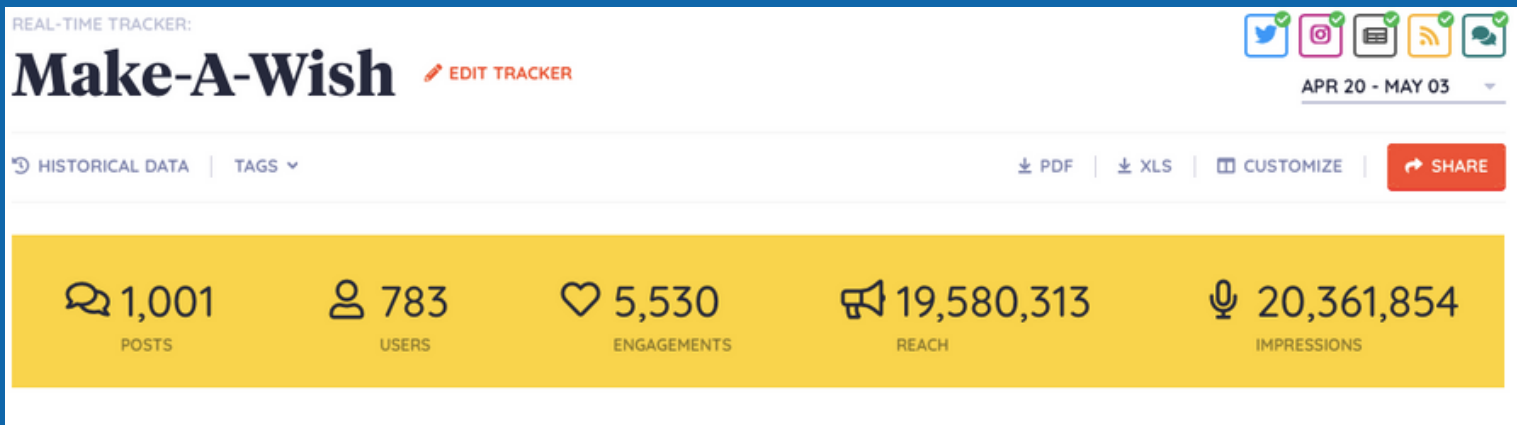 REAL-TIME TRACKER:
Make-A-Wish EDIT TRACKER
APR 20 - MAY 03
HISTORICAL DATA TAGS PDF XLS CUSTOMIZE SHARE
1,001 783 5,530 19,580,313 20,361,854
POSTS USERS ENGAGEMENTS REACH IMPRESSIONS